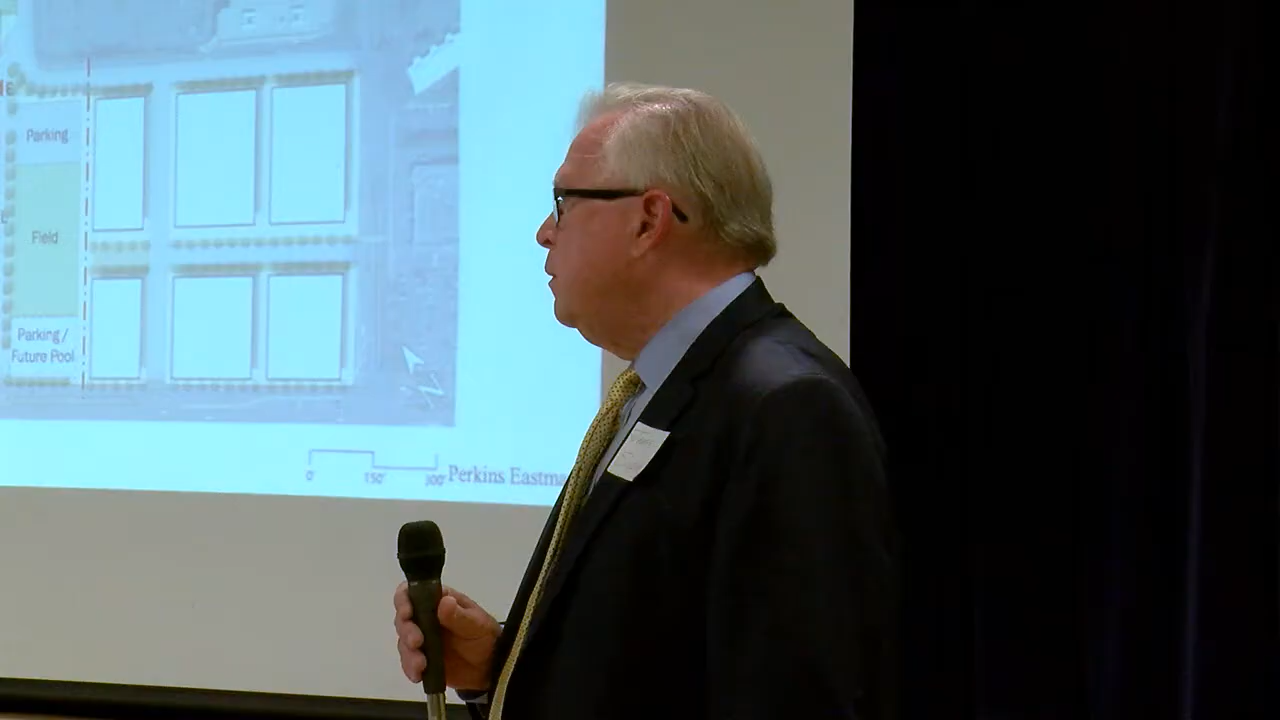 Parking
Field
Parking /
Future Pool
0' 150' 300' Perkins Eastma